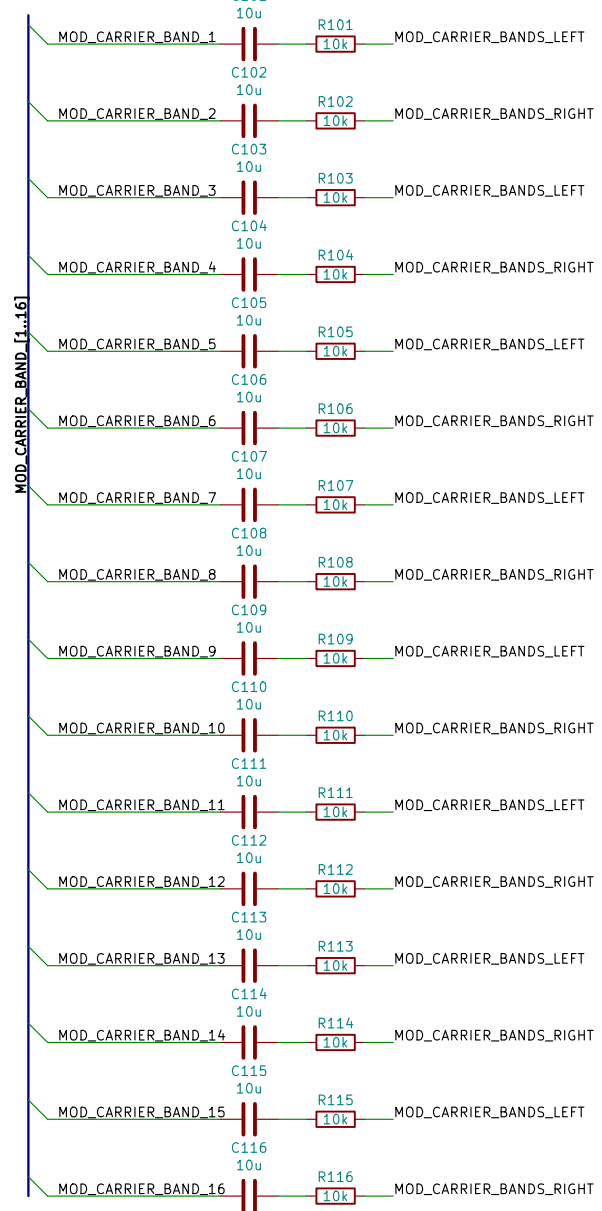 10u
R101
MOD_CARRIER_BAND_1
10k
MOD_CARRIER_BANDS_LEFT
C102
10u
R102
MOD_CARRIER_BAND_2
10k
MOD_CARRIER_BANDS_RIGHT
C103
10u
R103
MOD_CARRIER_BAND_3
10k
MOD_CARRIER_BANDS_LEFT
C104
10u
R104
MOD_CARRIER_BAND_4
10k
MOD_CARRIER_BANDS_RIGHT
MOD_CARRIER_BAND_[1..16]
C105
10u
R105
MOD_CARRIER_BAND_5
10k
MOD_CARRIER_BANDS_LEFT
C106
10u
R106
MOD_CARRIER_BAND_6
10k
MOD_CARRIER_BANDS_RIGHT
C107
10u
R107
MOD_CARRIER_BAND_7
10k
MOD_CARRIER_BANDS_LEFT
C108
10u
R108
MOD_CARRIER_BAND_8
10k
MOD_CARRIER_BANDS_RIGHT
C109
10u
R109
MOD_CARRIER_BAND_9
10k
MOD_CARRIER_BANDS_LEFT
C110
10u
R110
MOD_CARRIER_BAND_10
10k
MOD_CARRIER_BANDS_RIGHT
C111
10u
R111
MOD_CARRIER_BAND_11
10k
MOD_CARRIER_BANDS_LEFT
C112
10u
R112
MOD_CARRIER_BAND_12
10k
MOD_CARRIER_BANDS_RIGHT
C113
10u
R113
MOD_CARRIER_BAND_13
10k
MOD_CARRIER_BANDS_LEFT
C114
10u
R114
MOD_CARRIER_BAND_14
10k
MOD_CARRIER_BANDS_RIGHT
C115
10u
R115
MOD_CARRIER_BAND_15
10k
MOD_CARRIER_BANDS_LEFT
C116
10u
R116
MOD_CARRIER_BAND_16
10k
MOD_CARRIER_BANDS_RIGHT